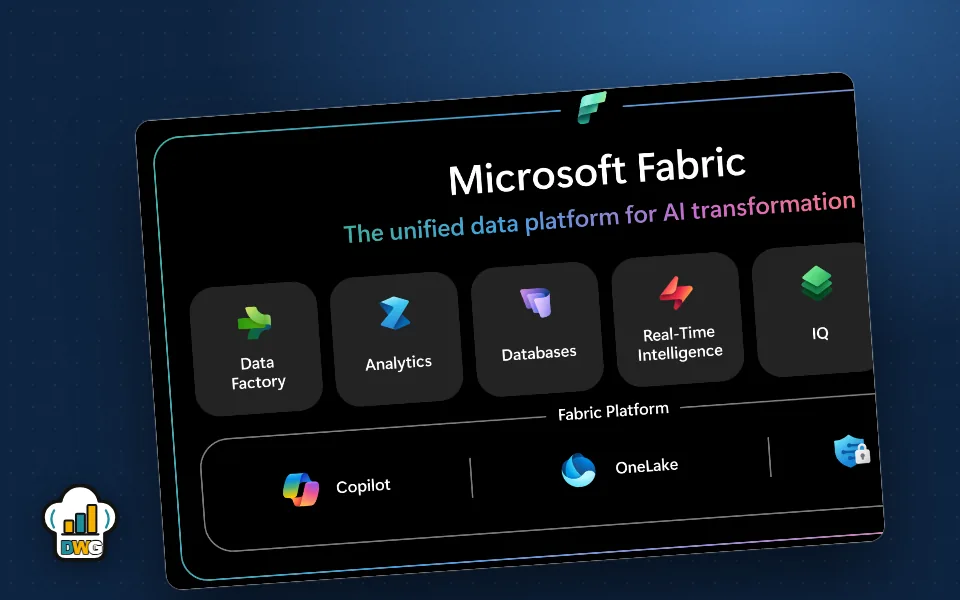 Microsoft Fabric
The unified data platform for AI transformation
Data
Factory
Analytics
Databases
Real-Time
Intelligence
IQ
Fabric Platform
Copilot
OneLake
DWG